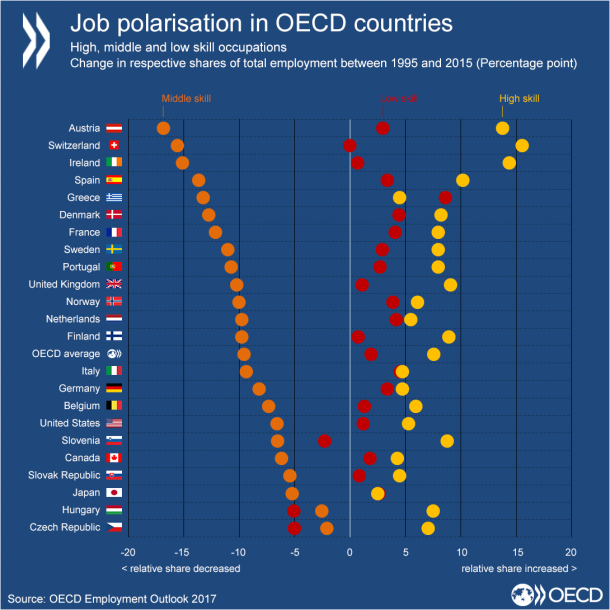 Job polarisation in OECD countries
High, middle and low skill occupations
Change in respective shares of total employment between 1995 and 2015 (Percentage point)
Middle skill
Low skill
High skill
Austria
Switzerland
Ireland
Spain
Greece
Denmark
France
Sweden
Portugal
United Kingdom
Norway
Netherlands
Finland
OECD average
Italy
Germany
Belgium
United States
Slovenia
Canada
Slovak Republic
Japan
Hungary
Czech Republic
-20 -15 -10 -5 0 5 10 15 20
< relative share decreased relative share increased >
Source: OECD Employment Outlook 2017
OECD